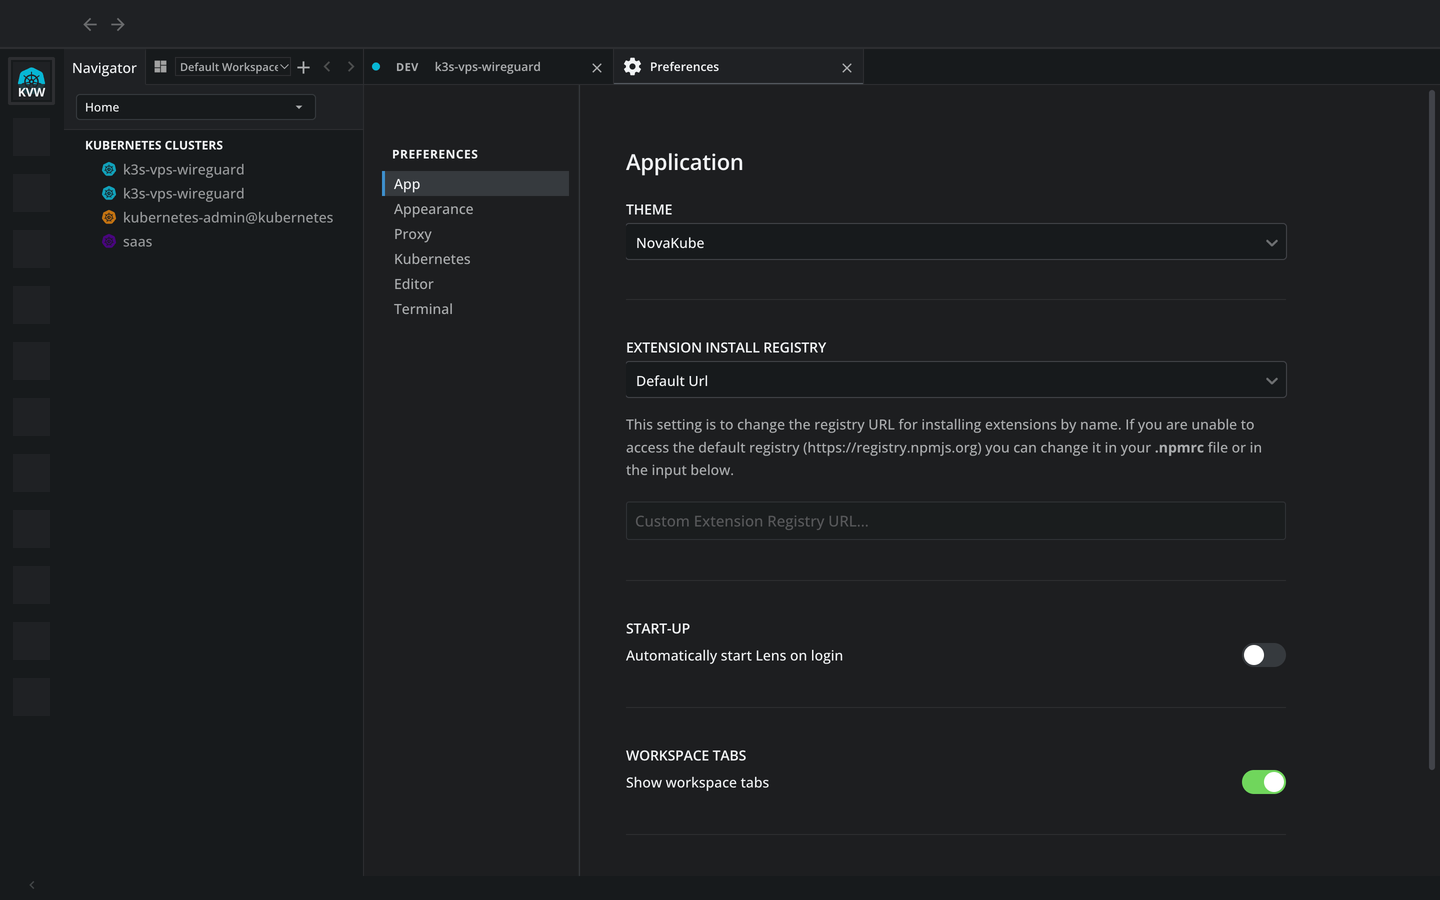 Navigator
Default Workspace
DEV k3s-vps-wireguard
Preferences
KVW
Home
KUBERNETES CLUSTERS
k3s-vps-wireguard
k3s-vps-wireguard
kubernetes-admin@kubernetes
saas
PREFERENCES
App
Appearance
Proxy
Kubernetes
Editor
Terminal
Application
THEME
NovaKube
EXTENSION INSTALL REGISTRY
Default Url
This setting is to change the registry URL for installing extensions by name. If you are unable to
access the default registry (https://registry.npmjs.org) you can change it in your .npmrc file or in
the input below.
Custom Extension Registry URL...
START-UP
Automatically start Lens on login
WORKSPACE TABS
Show workspace tabs